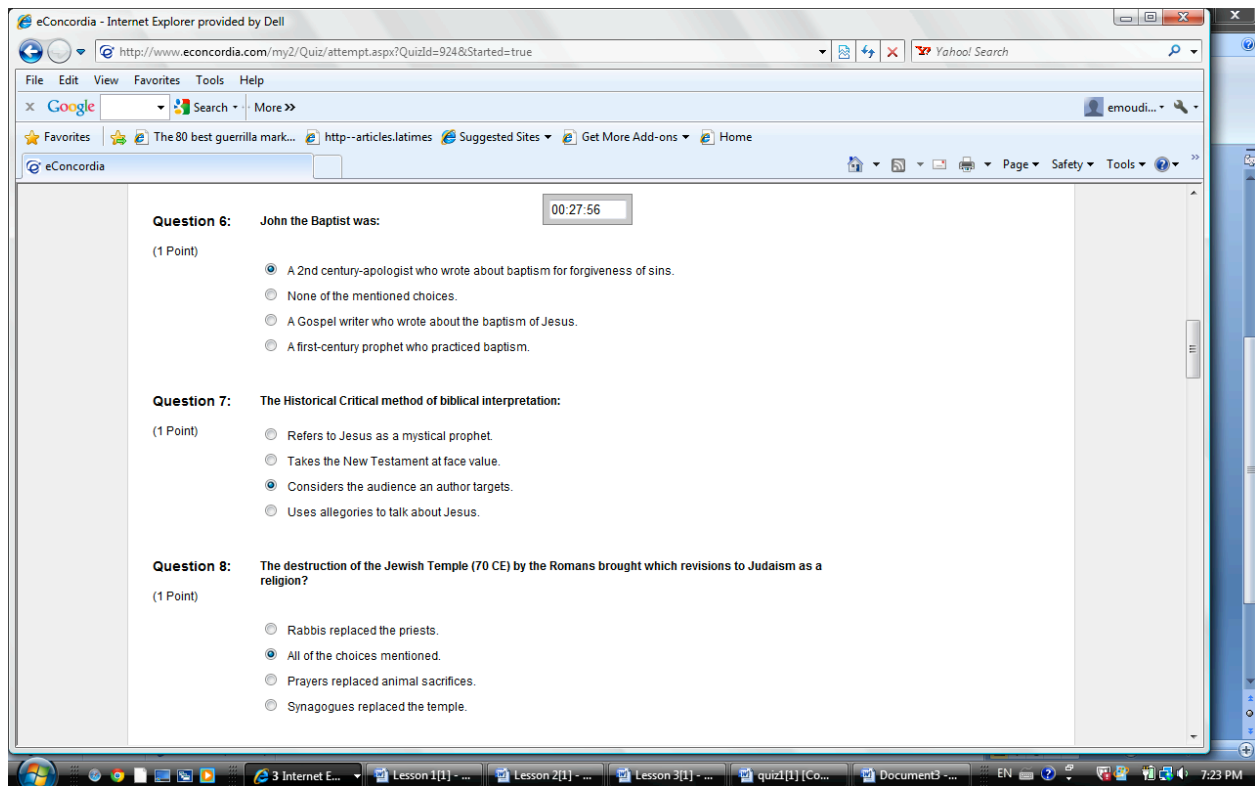 eConcordia - Internet Explorer provided by Dell
http://www.econcordia.com/my2/Quiz/attempt.aspx?QuizId=924&Started=true
Yahoo! Search
File Edit View Favorites Tools Help
x Google Search More >>
emoudi...
Favorites The 80 best guerrilla mark... http--articles.latimes Suggested Sites Get More Add-ons Home
eConcordia
Page Safety Tools
00:27:56
Question 6: John the Baptist was:
(1 Point)
A 2nd century-apologist who wrote about baptism for forgiveness of sins.
None of the mentioned choices.
A Gospel writer who wrote about the baptism of Jesus.
A first-century prophet who practiced baptism.
Question 7: The Historical Critical method of biblical interpretation:
(1 Point)
Refers to Jesus as a mystical prophet.
Takes the New Testament at face value.
Considers the audience an author targets.
Uses allegories to talk about Jesus.
Question 8: The destruction of the Jewish Temple (70 CE) by the Romans brought which revisions to Judaism as a
religion?
(1 Point)
Rabbis replaced the priests.
All of the choices mentioned.
Prayers replaced animal sacrifices.
Synagogues replaced the temple.
3 Internet E... Lesson 1[1] - ... Lesson 2[1] - ... Lesson 3[1] - ... quiz1[1] [Co... Document3 -... EN 7:23 PM